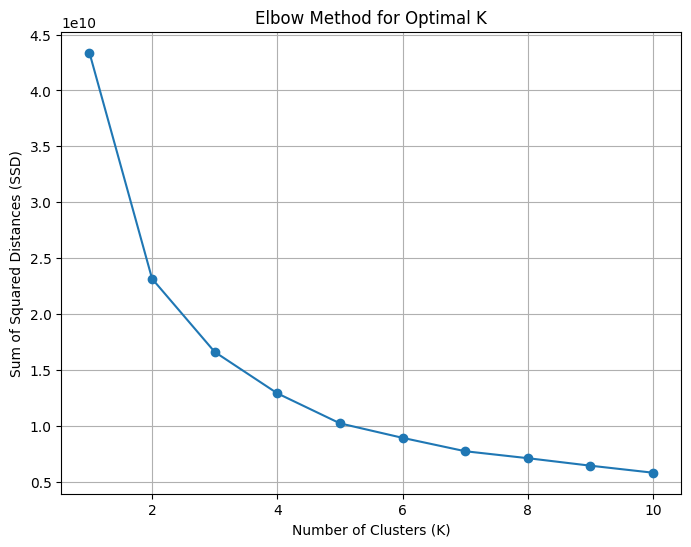 Elbow Method for Optimal K
1e10
4.5
4.0
3.5
3.0
2.5
2.0
1.5
1.0
0.5
Sum of Squared Distances (SSD)
2 4 6 8 10
Number of Clusters (K)